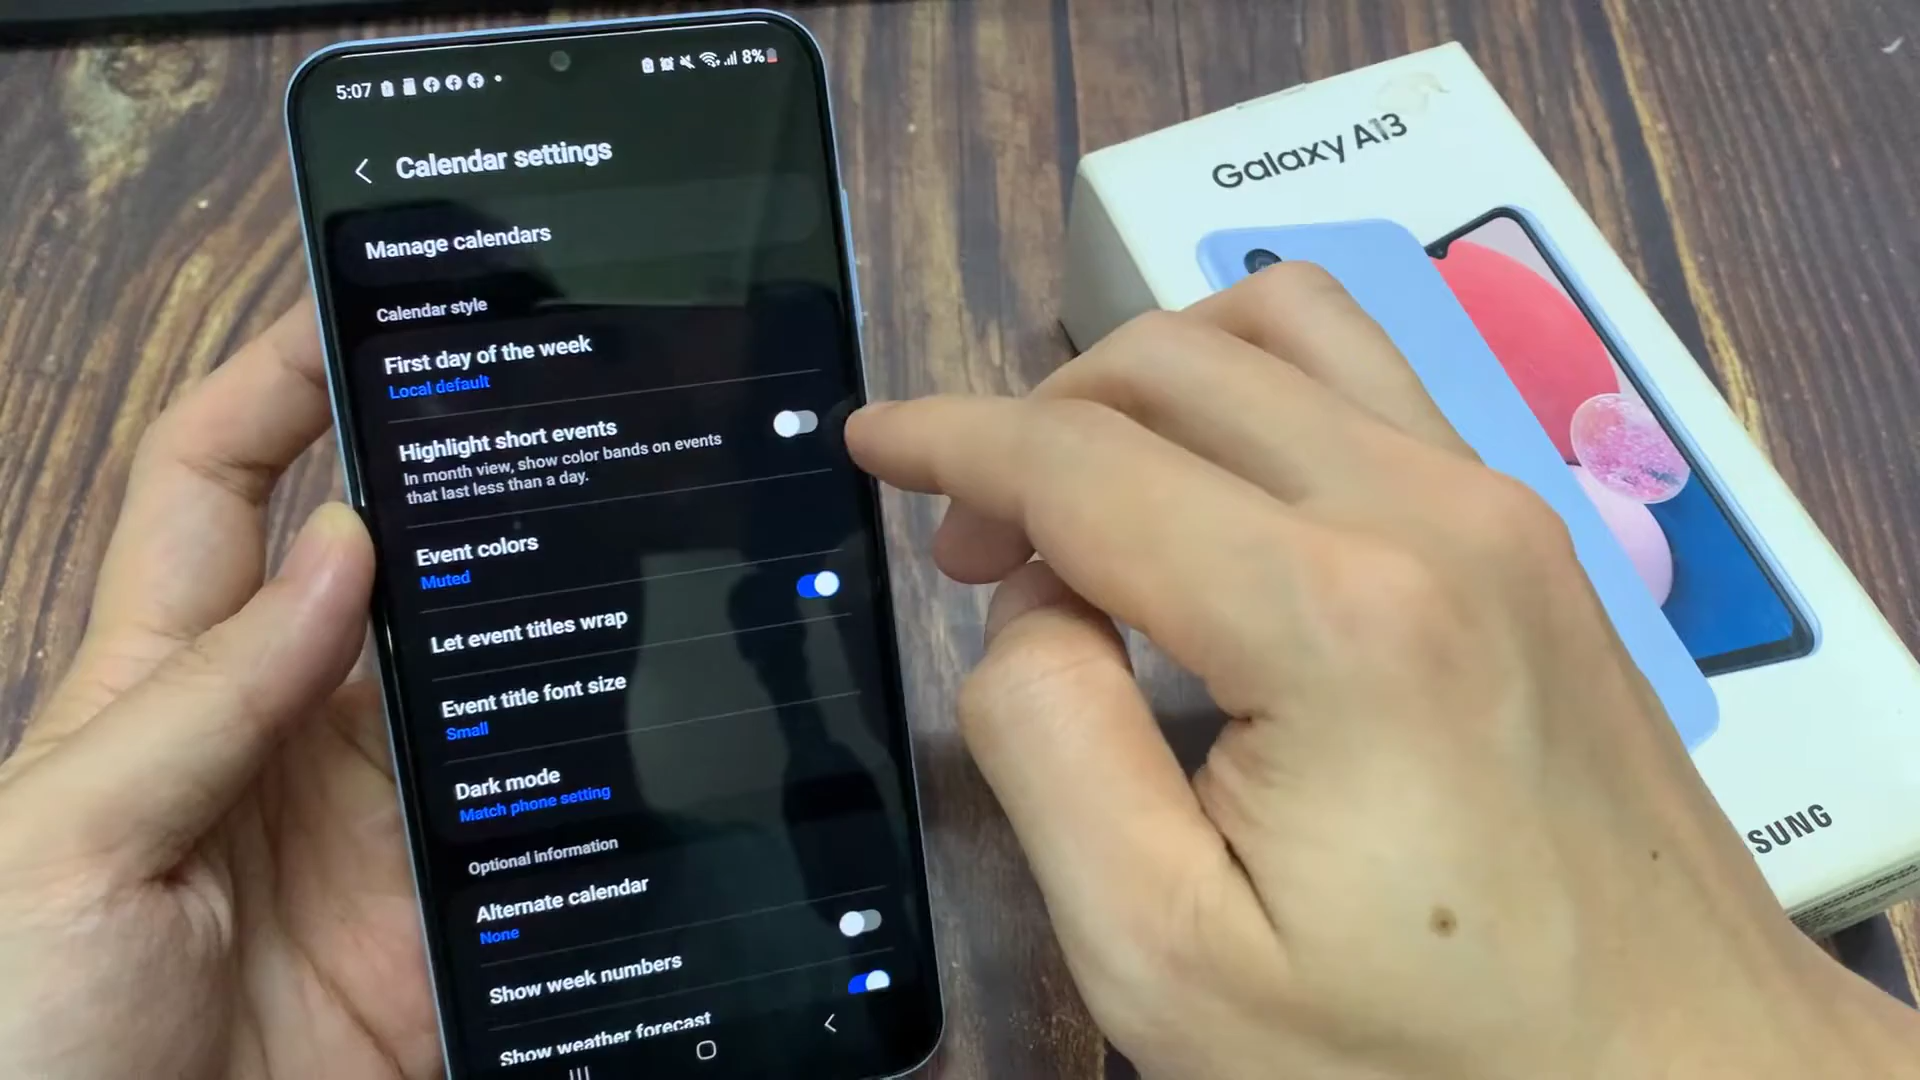 5:07
8%
Calendar settings
Manage calendars
Calendar style
First day of the week
Local default
Highlight short events
In month view, show color bands on events
that last less than a day.
Event colors
Muted
Let event titles wrap
Event title font size
Small
Dark mode
Match phone setting
Optional information
Alternate calendar
None
Show week numbers
Show weather forecast
Galaxy A13
SUNG